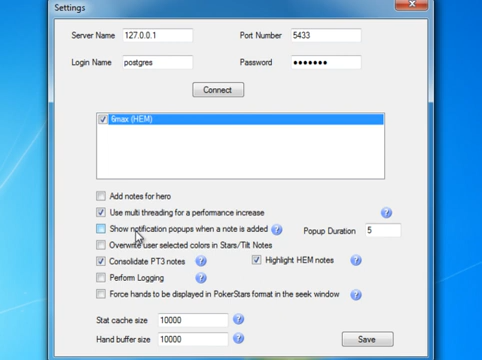 Settings
Server Name 127.0.0.1 Port Number 5433
Login Name postgres Password •••••••
Connect
6max (HEM)
Add notes for hero
Use multi threading for a performance increase ?
Show notification popups when a note is added ? Popup Duration 5
Overwrite user selected colors in Stars/Tilt Notes
Consolidate PT3 notes ? Highlight HEM notes ?
Perform Logging ?
Force hands to be displayed in PokerStars format in the seek window ?
Stat cache size 10000 ?
Hand buffer size 10000 ? Save